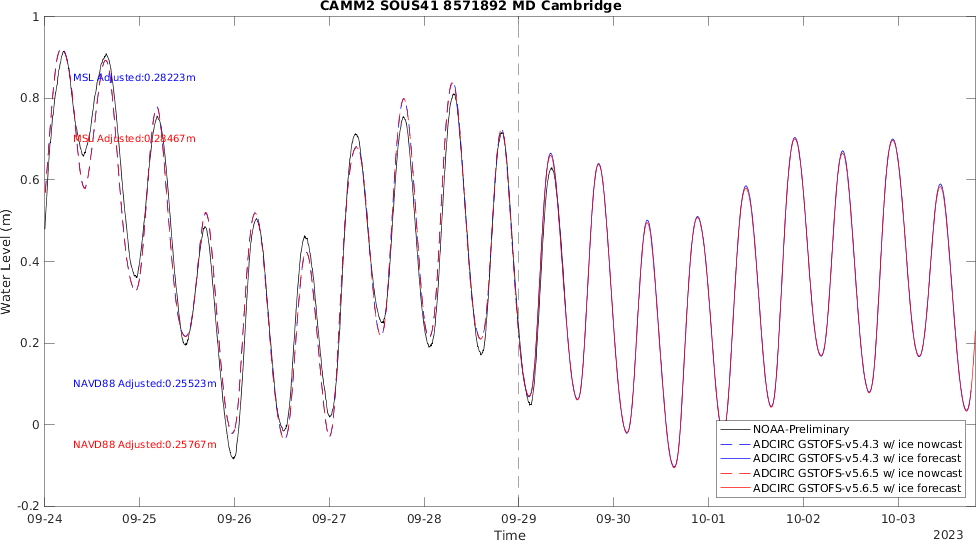 CAMM2 SOUS41 8571892 MD Cambridge
Water Level (m)
1
0.8
0.6
0.4
0.2
0
-0.2
MSL Adjusted:0.28223m
MSL Adjusted:0.28467m
NAVD88 Adjusted:0.25523m
NAVD88 Adjusted:0.25767m
NOAA-Preliminary
ADCIRC GSTOFS-v5.4.3 w/ ice nowcast
ADCIRC GSTOFS-v5.4.3 w/ ice forecast
ADCIRC GSTOFS-v5.6.5 w/ ice nowcast
ADCIRC GSTOFS-v5.6.5 w/ ice forecast
09-24 09-25 09-26 09-27 09-28 09-29 09-30 10-01 10-02 10-03
Time
2023